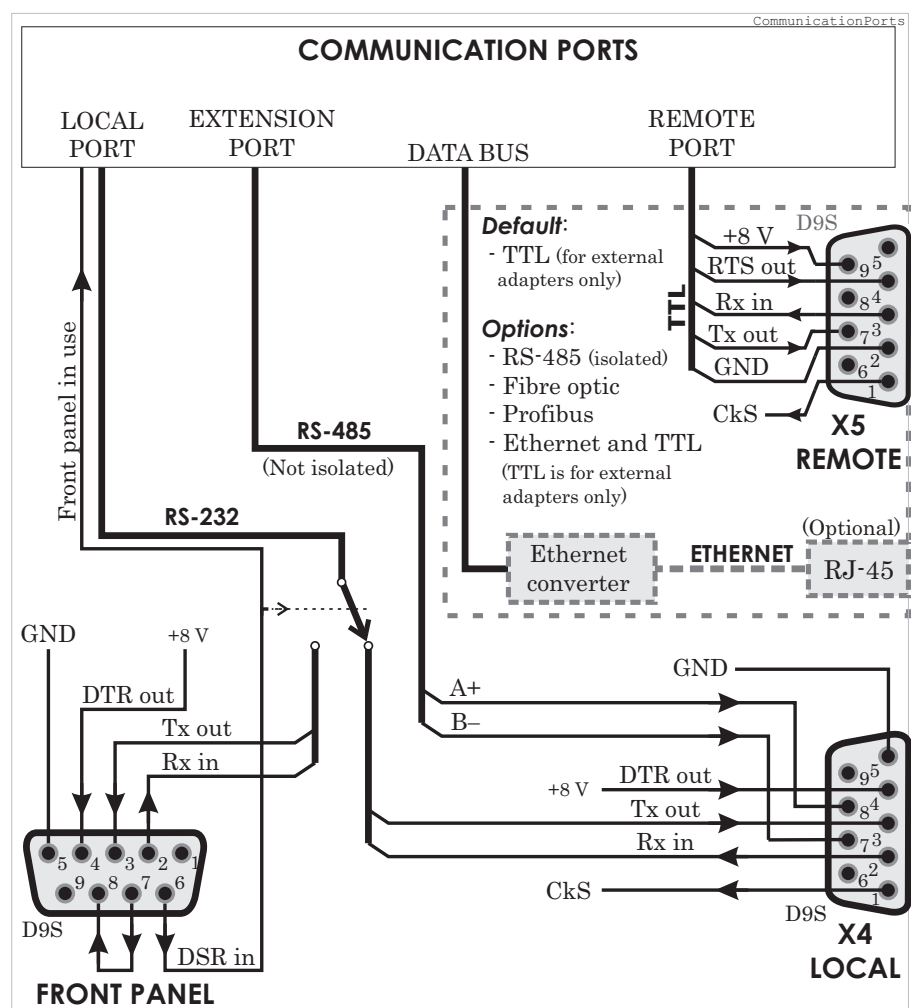 CommunicationPorts
COMMUNICATION PORTS
LOCAL
PORT
EXTENSION
PORT
DATA BUS
REMOTE
PORT
Default:
- TTL (for external
adapters only)
Options:
- RS-485 (isolated)
- Fibre optic
- Profibus
- Ethernet and TTL
(TTL is for external
adapters only)
TTL
+8 V
RTS out
Rx in
Tx out
GND
CkS
D9S
9 5
8 4
7 3
6 2
1
X5
REMOTE
Front panel in use
RS-485
(Not isolated)
RS-232
Ethernet
converter
ETHERNET
(Optional)
RJ-45
GND
+8 V
DTR out
Tx out
Rx in
5 4 3 2 1
9 8 7 6
D9S
DSR in
FRONT PANEL
GND
A+
B–
+8 V
DTR out
Tx out
Rx in
CkS
9 5
8 4
7 3
6 2
1
D9S
X4
LOCAL